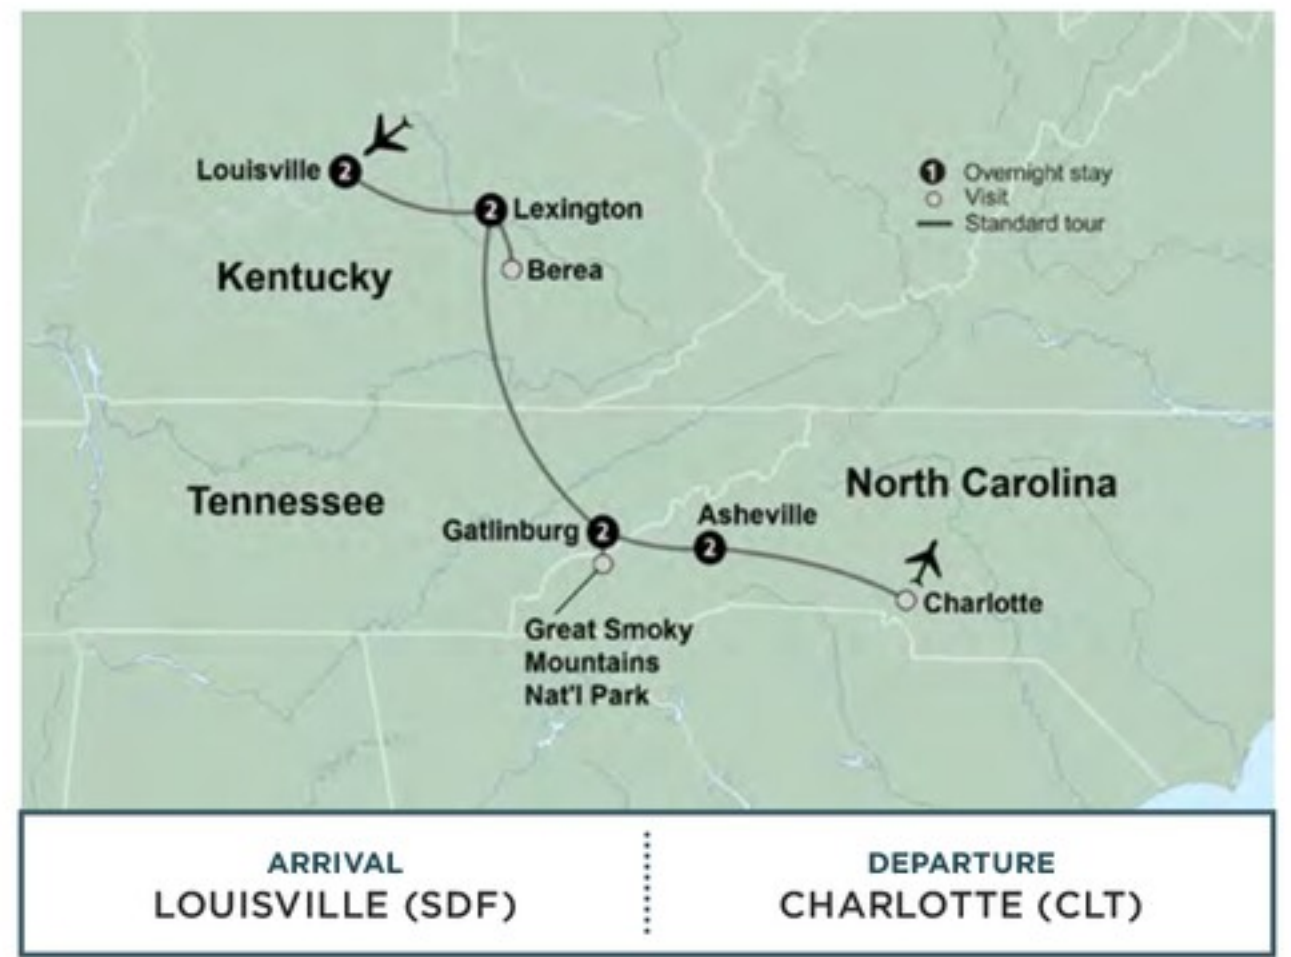 Louisville 2
2 Lexington
Berea
Kentucky
1 Overnight stay
Visit
Standard tour
Tennessee
North Carolina
Gatlinburg 2
Asheville
2
Charlotte
Great Smoky
Mountains
Nat'l Park
ARRIVAL
LOUISVILLE (SDF)
DEPARTURE
CHARLOTTE (CLT)